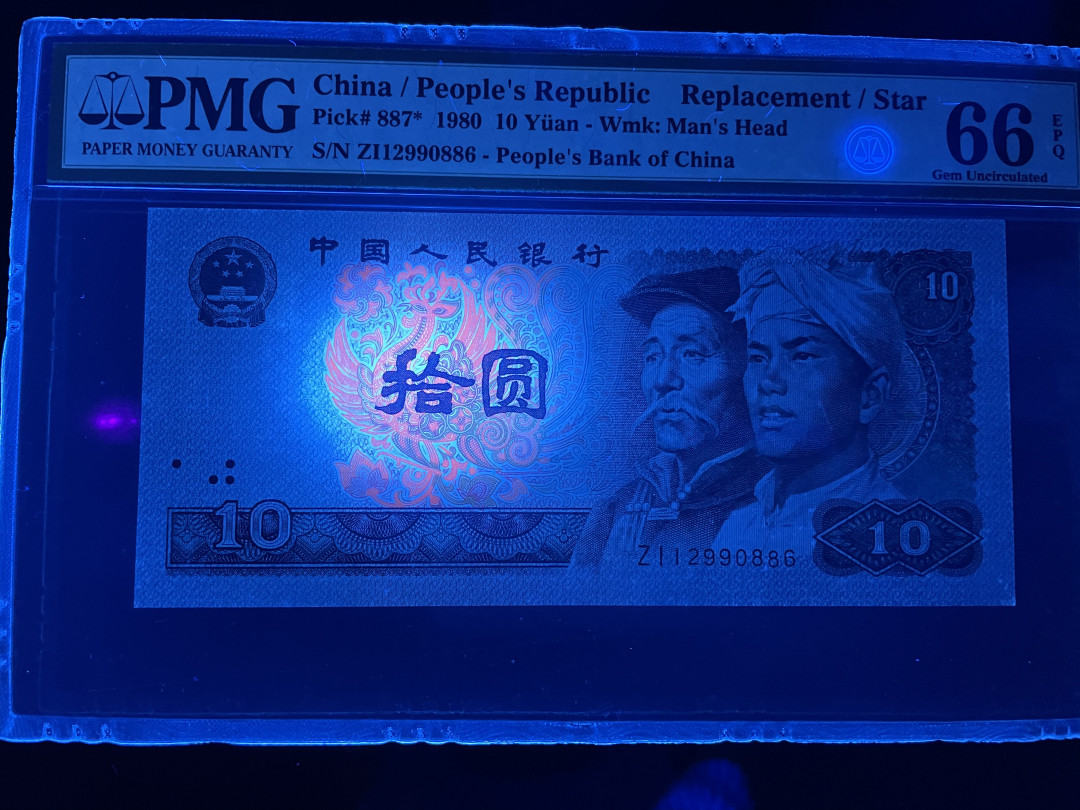 PMG
PAPER MONEY GUARANTY
China / People's Republic Replacement / Star
Pick# 887* 1980 10 Yüan - Wmk: Man's Head
S/N ZI12990886 - People's Bank of China
66
EPQ
Gem Uncirculated
中国人民银行
10
拾圆
10
ZI12990886
10